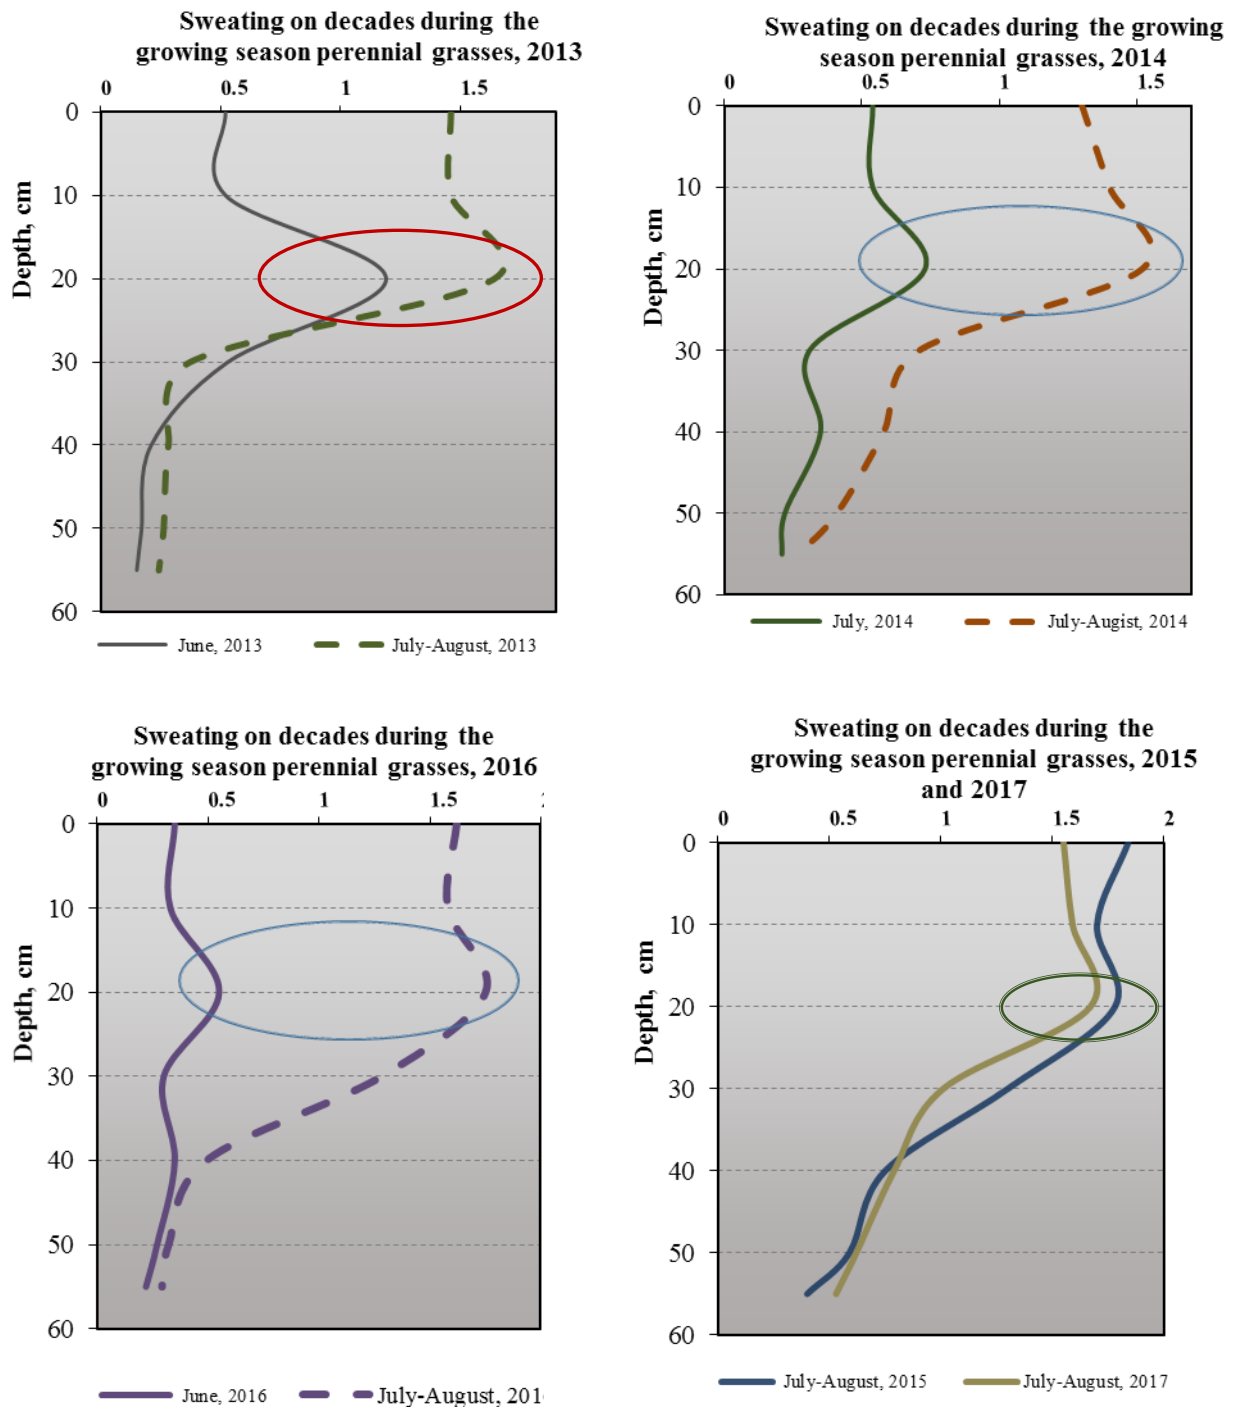 Sweating on decades during the
growing season perennial grasses, 2013
0 0.5 1 1.5
0
10
20
30
40
50
60
Depth, cm
June, 2013 July-August, 2013
Sweating on decades during the growing
season perennial grasses, 2014
0 0.5 1 1.5
0
10
20
30
40
50
60
Depth, cm
July, 2014 July-Augist, 2014
Sweating on decades during the
growing season perennial grasses, 2016
0 0.5 1 1.5
0
10
20
30
40
50
60
Depth, cm
June, 2016 July-August, 201
Sweating on decades during the
growing season perennial grasses, 2015
and 2017
0 0.5 1 1.5 2
0
10
20
30
40
50
60
Depth, cm
July-August, 2015 July-August, 2017